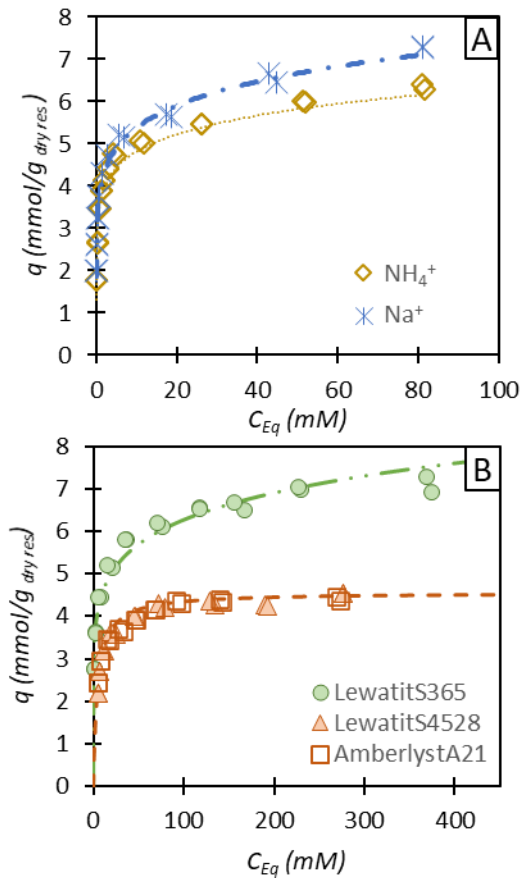 A
8
7
6
5
4
3
2
1
0
q (mmol/g dry res)
NH₄⁺
Na⁺
0 20 40 60 80 100
C_Eq (mM)
B
8
7
6
5
4
3
2
1
0
q (mmol/g dry res)
LewatitS365
LewatitS4528
AmberlystA21
0 100 200 300 400
C_Eq (mM)